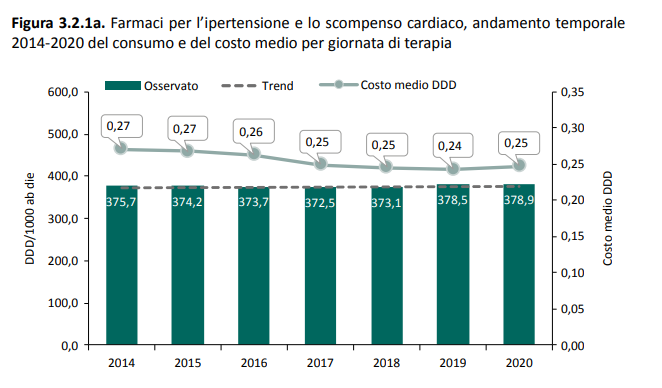 Figura 3.2.1a. Farmaci per l’ipertensione e lo scompenso cardiaco, andamento temporale
2014-2020 del consumo e del costo medio per giornata di terapia
Osservato Trend Costo medio DDD
600,0
500,0
400,0
300,0
200,0
100,0
0,0
DDD/1000 ab die
0,27 0,27 0,26 0,25 0,25 0,24 0,25
375,7 374,2 373,7 372,5 373,1 378,5 378,9
0,35
0,30
0,25
0,20
0,15
0,10
0,05
0,00
Costo medio DDD
2014 2015 2016 2017 2018 2019 2020